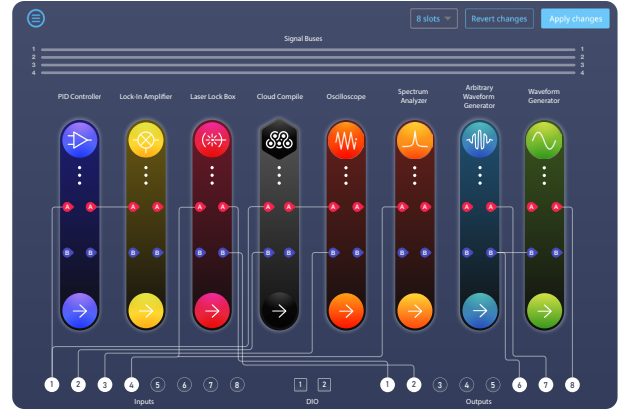 8 slots
Revert changes
Apply changes
Signal Buses
1 1
2 2
3 3
4 4
PID Controller
Lock-In Amplifier
Laser Lock Box
Cloud Compile
Oscilloscope
Spectrum
Analyzer
Arbitrary
Waveform
Generator
Waveform
Generator
A A A A A A A A A A A A A A A A
B B B B B B B B B B B B B B B B
1 2 3 4 5 6 7 8
1 2
1 2 3 4 5 6 7 8
Inputs
DIO
Outputs